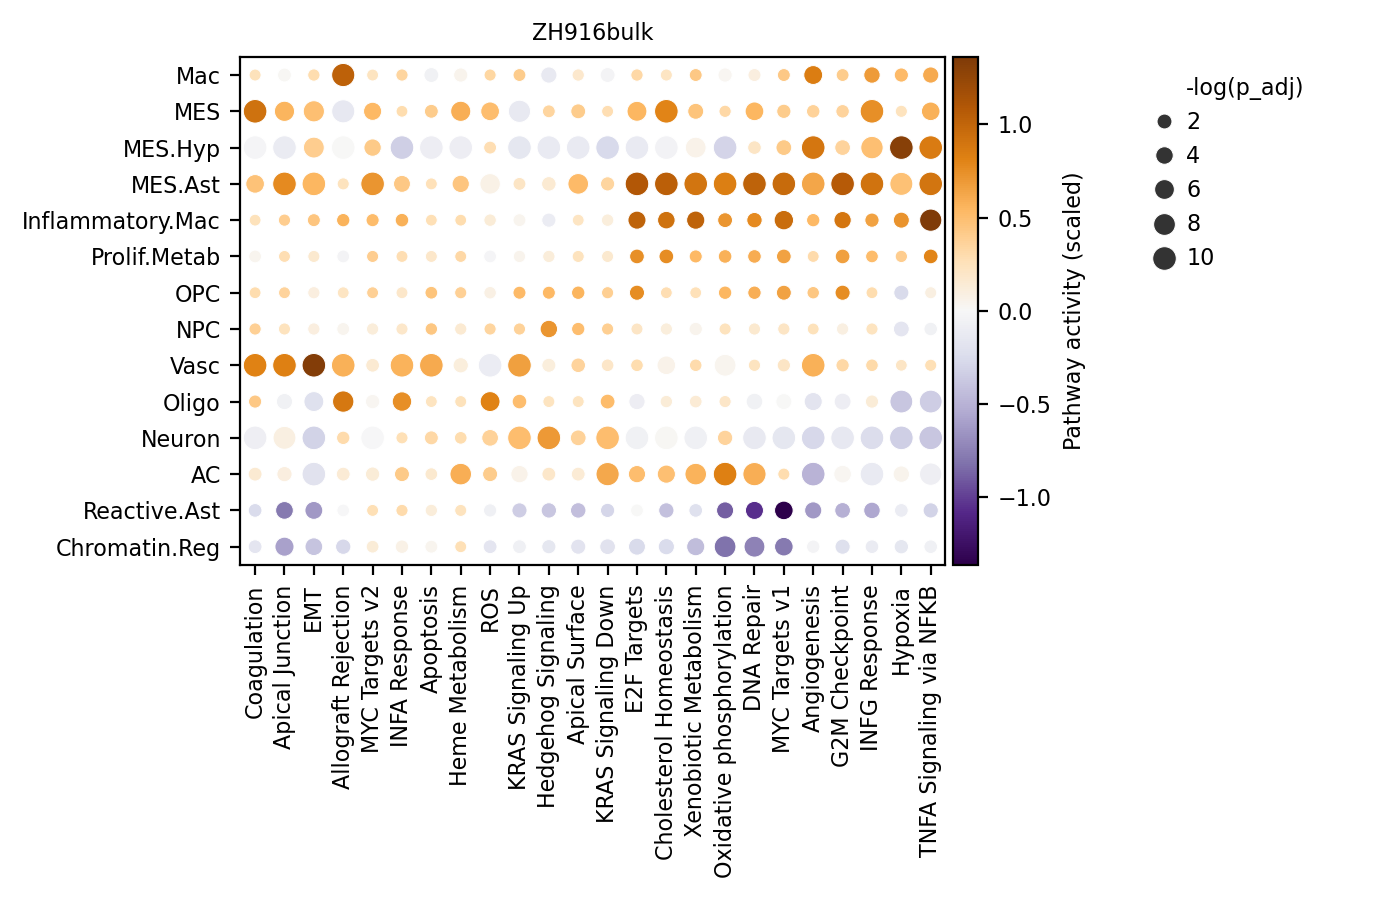 ZH916bulk
Mac
MES
MES.Hyp
MES.Ast
Inflammatory.Mac
Prolif.Metab
OPC
NPC
Vasc
Oligo
Neuron
AC
Reactive.Ast
Chromatin.Reg
Coagulation
Apical Junction
EMT
Allograft Rejection
MYC Targets v2
INFA Response
Apoptosis
Heme Metabolism
ROS
KRAS Signaling Up
Hedgehog Signaling
Apical Surface
KRAS Signaling Down
E2F Targets
Cholesterol Homeostasis
Xenobiotic Metabolism
Oxidative phosphorylation
DNA Repair
MYC Targets v1
Angiogenesis
G2M Checkpoint
INFG Response
Hypoxia
TNFA Signaling via NFKB
1.0
0.5
0.0
−0.5
−1.0
Pathway activity (scaled)
-log(p_adj)
2
4
6
8
10